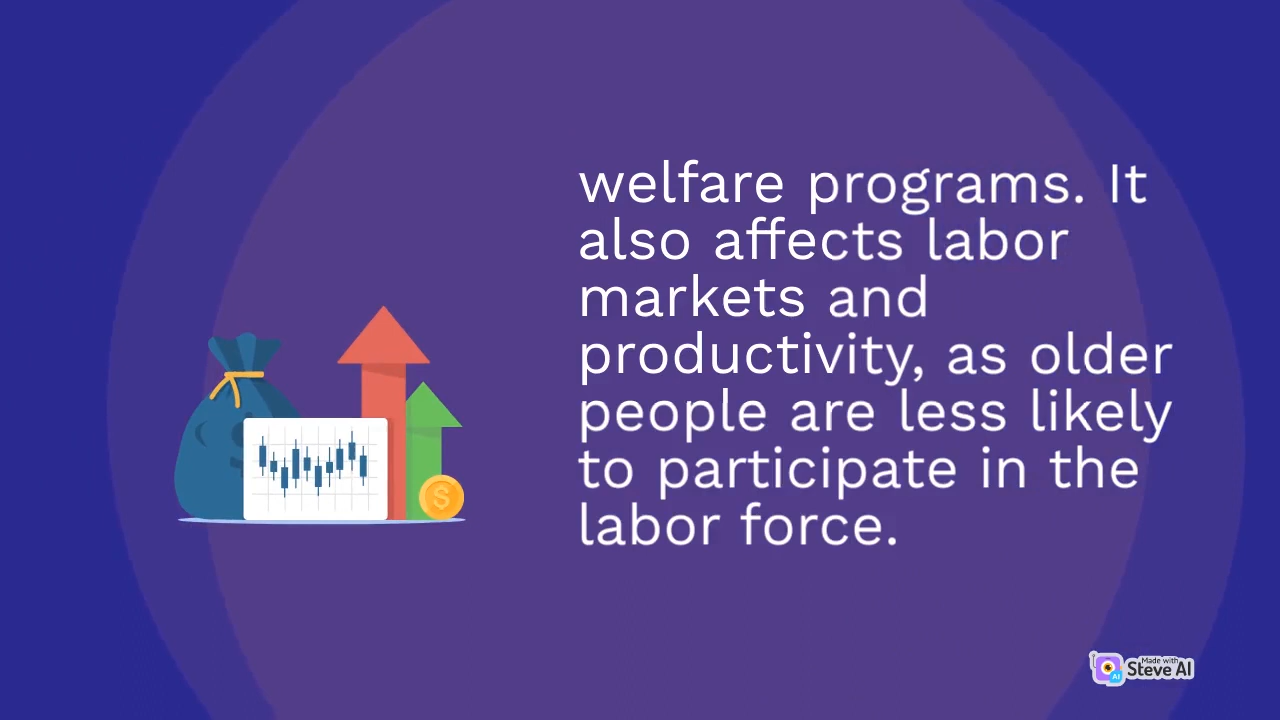 welfare programs. It
also affects labor
markets and
productivity, as older
people are less likely
to participate in the
labor force.
$
Made with
Steve AI
AI